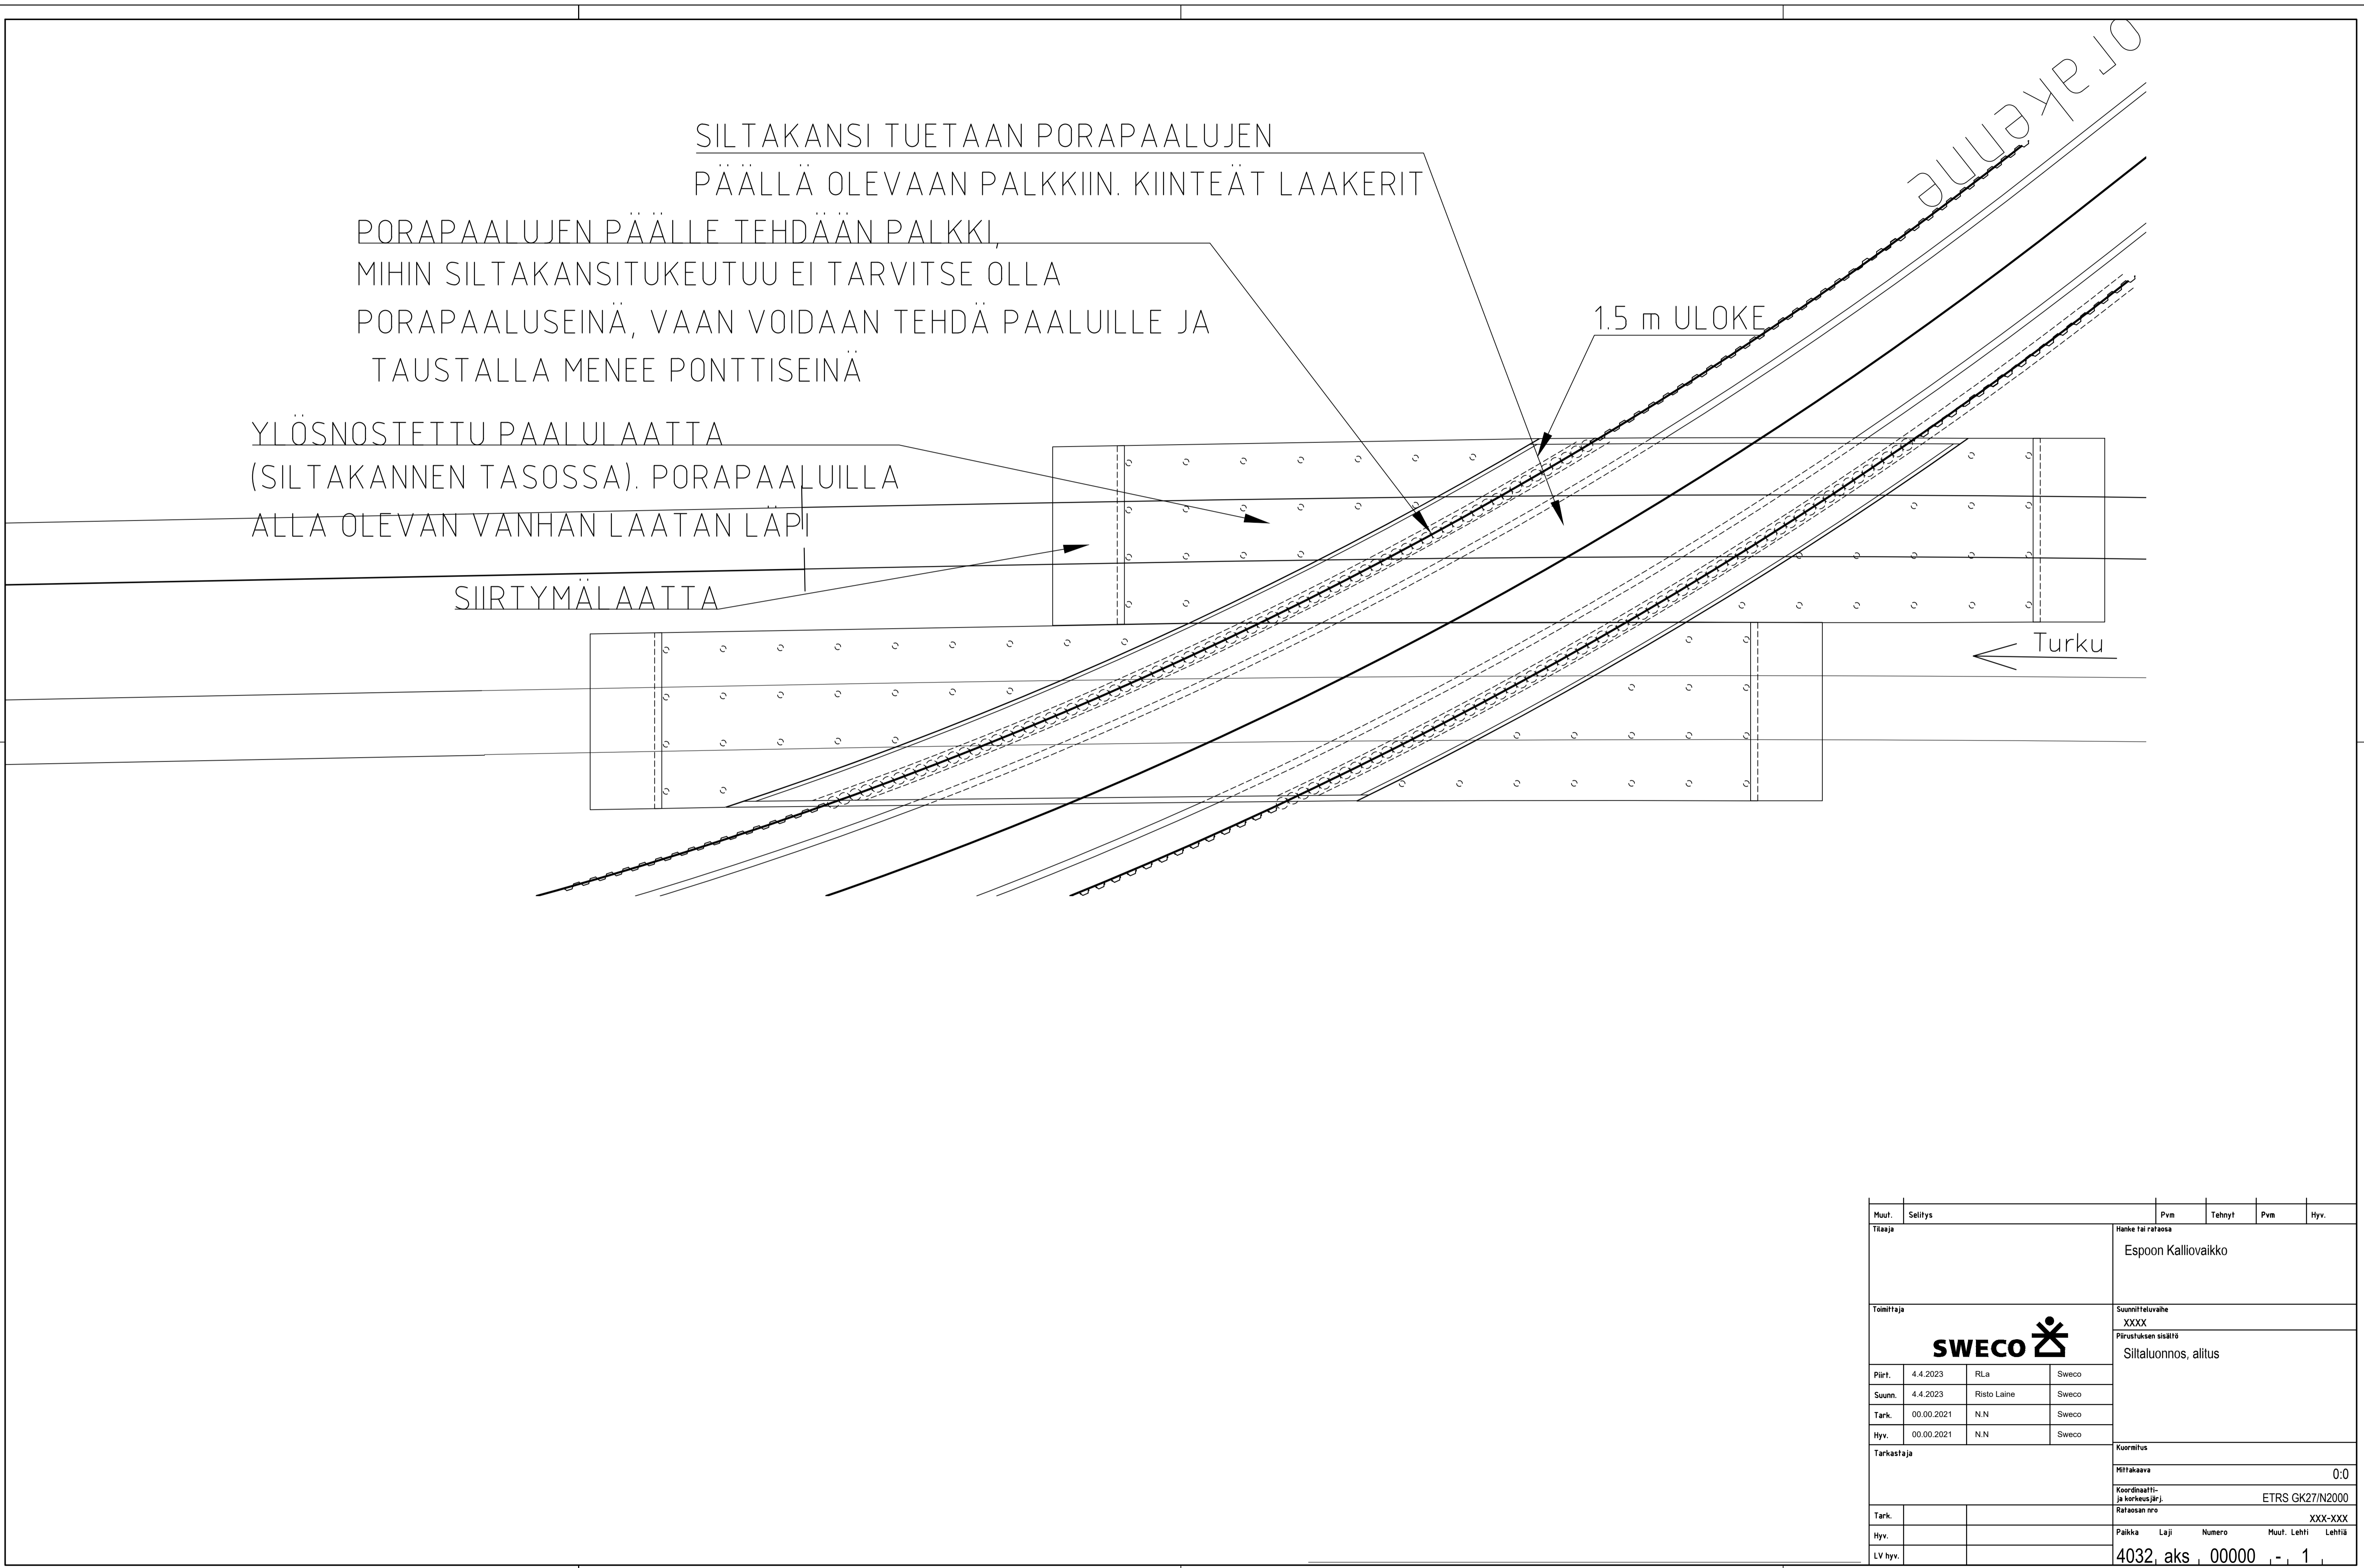 orakenne
SILTAKANSI TUETAAN PORAPAALUJEN
PÄÄLLÄ OLEVAAN PALKKIIN. KIINTEÄT LAAKERIT
PORAPAALUJEN PÄÄLLE TEHDÄÄN PALKKI,
MIHIN SILTAKANSITUKEUTUU EI TARVITSE OLLA
PORAPAALUSEINÄ, VAAN VOIDAAN TEHDÄ PAALUILLE JA
TAUSTALLA MENEE PONTTISEINÄ
1.5 m ULOKE
YLÖSNOSTETTU PAALULAATTA
(SILTAKANNEN TASOSSA). PORAPAALUILLA
ALLA OLEVAN VANHAN LAATAN LÄPI
SIIRTYMÄLAATTA
Turku
Muut. Selitys Pvm Tehnyt Pvm Hyv.
Tilaaja
Hanke tai rataosa
Espoon Kalliovaikko
Toimittaja
SWECO
Suunnitteluvaihe
XXXX
Piirustuksen sisältö
Siltaluonnos, alitus
Piirt. 4.4.2023 RLa Sweco
Suunn. 4.4.2023 Risto Laine Sweco
Tark. 00.00.2021 N.N Sweco
Hyv. 00.00.2021 N.N Sweco
Tarkastaja
Kuormitus
Mittakaava 0:0
Koordinaatti-
ja korkeusjärj. ETRS GK27/N2000
Rataosan nro
XXX-XXX
Tark.
Hyv.
LV hyv.
Paikka Laji Numero Muut. Lehti Lehtiä
4032 aks 00000 - 1